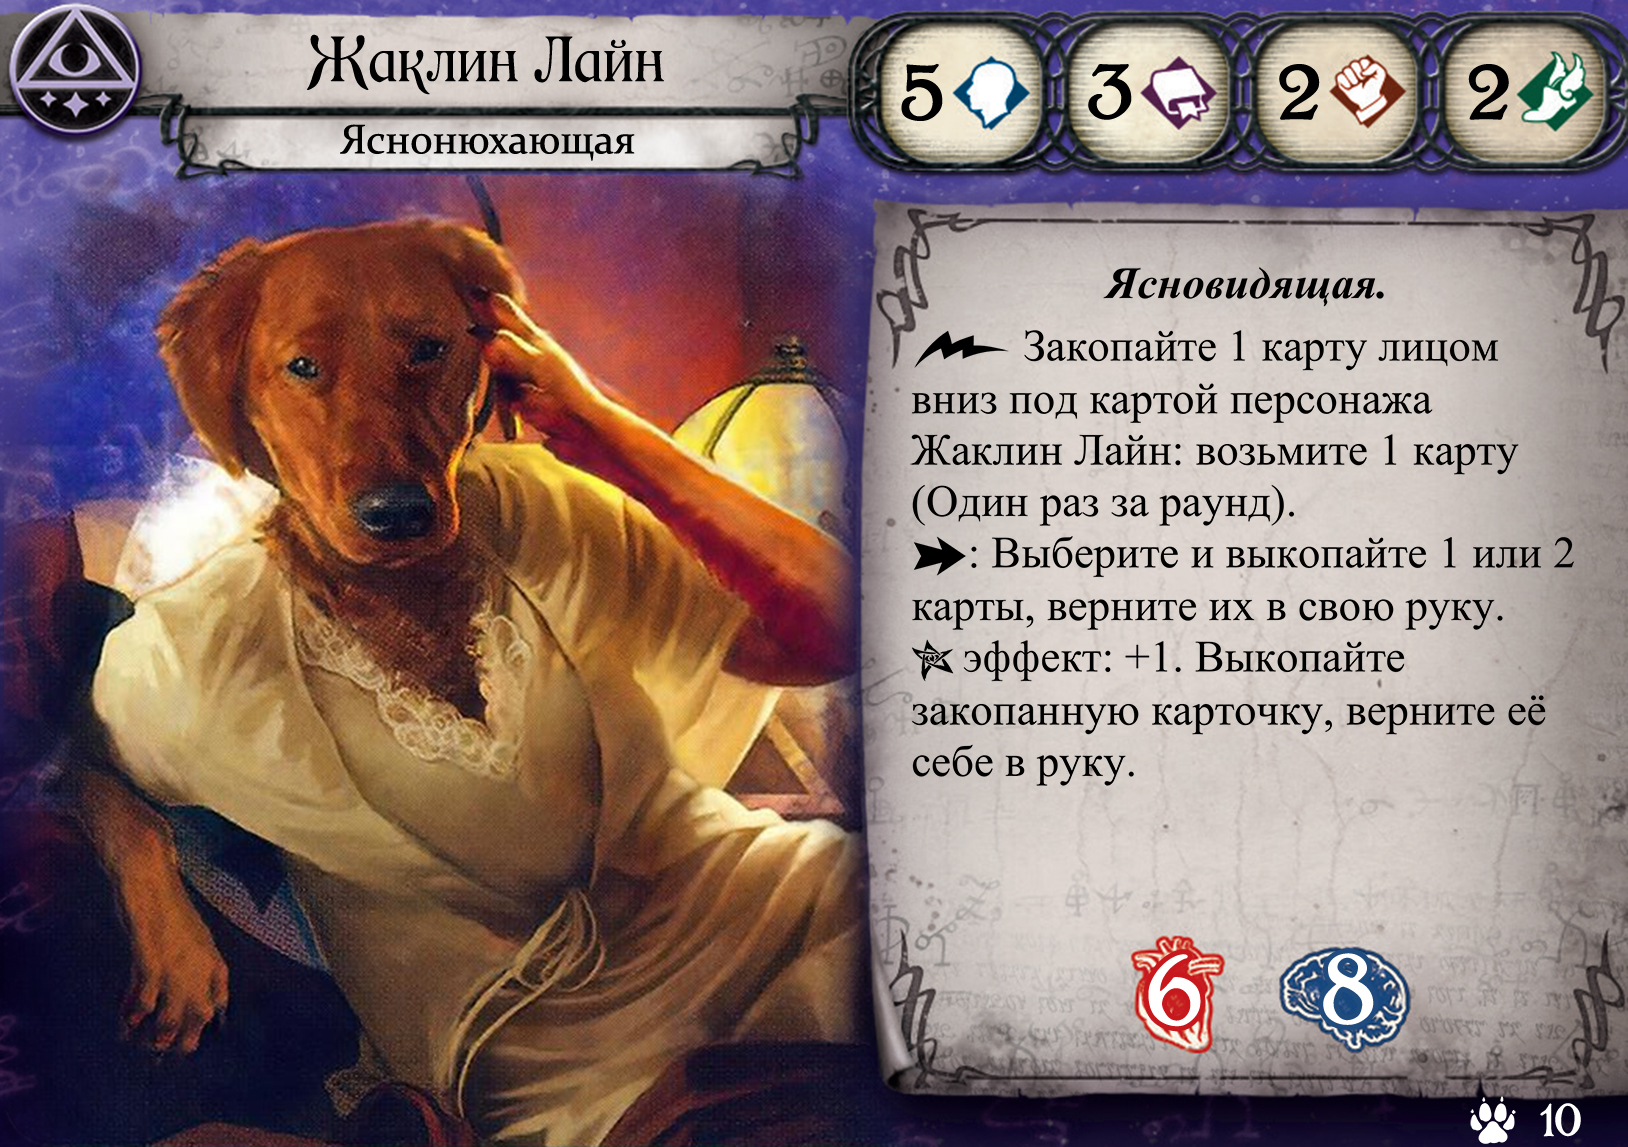 Жаклин Лайн
Яснонюхающая
5 3 2 2
Ясновидящая.
Закопайте 1 карту лицом
вниз под картой персонажа
Жаклин Лайн: возьмите 1 карту
(Один раз за раунд).
: Выберите и выкопайте 1 или 2
карты, верните их в свою руку.
эффект: +1. Выкопайте
закопанную карточку, верните её
себе в руку.
6 8
10